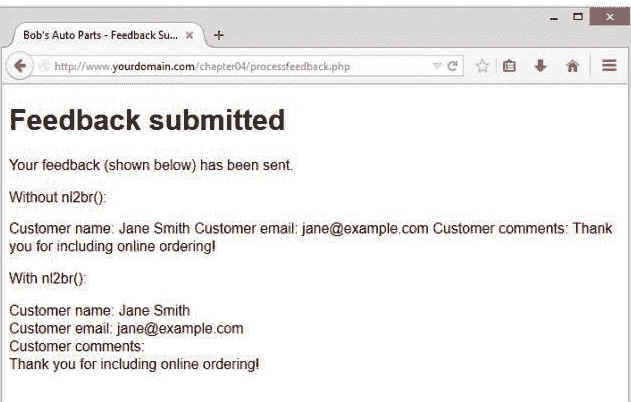 Bob's Auto Parts - Feedback Su...
http://www.yourdomain.com/chapter04/processfeedback.php
Feedback submitted
Your feedback (shown below) has been sent.
Without nl2br():
Customer name: Jane Smith Customer email: jane@example.com Customer comments: Thank
you for including online ordering!
With nl2br():
Customer name: Jane Smith
Customer email: jane@example.com
Customer comments:
Thank you for including online ordering!